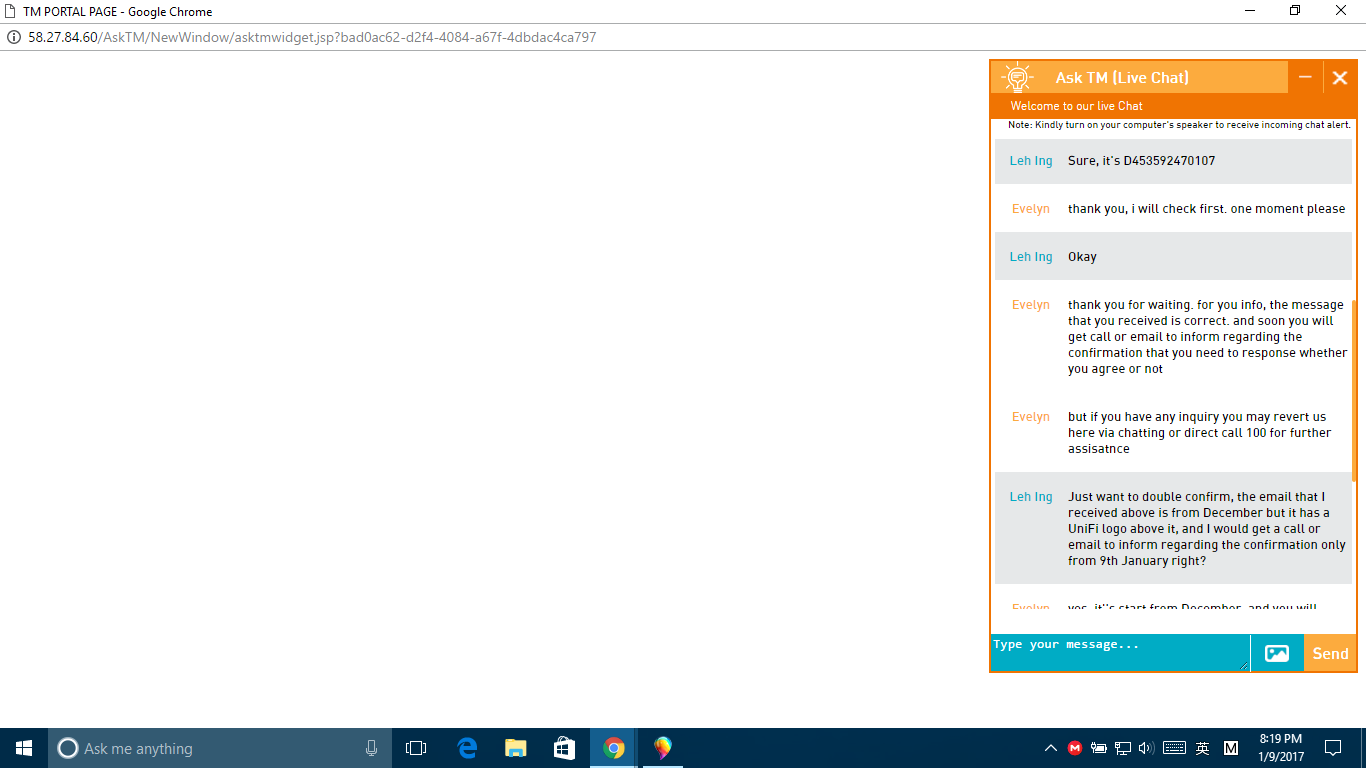 TM PORTAL PAGE - Google Chrome
58.27.84.60/AskTM/NewWindow/asktmwidget.jsp?bad0ac62-d2f4-4084-a67f-4dbdac4ca797
Ask TM (Live Chat)
Welcome to our live Chat
Note: Kindly turn on your computer's speaker to receive incoming chat alert.
Leh Ing Sure, it's D453592470107
Evelyn thank you, i will check first. one moment please
Leh Ing Okay
Evelyn thank you for waiting. for you info, the message
that you received is correct. and soon you will
get call or email to inform regarding the
confirmation that you need to response whether
you agree or not
Evelyn but if you have any inquiry you may revert us
here via chatting or direct call 100 for further
assisatnce
Leh Ing Just want to double confirm, the email that I
received above is from December but it has a
UniFi logo above it, and I would get a call or
email to inform regarding the confirmation only
from 9th January right?
Evelyn yes, it''s start from December, and you will
Type your message...
Send
Ask me anything
英
M
8:19 PM
1/9/2017